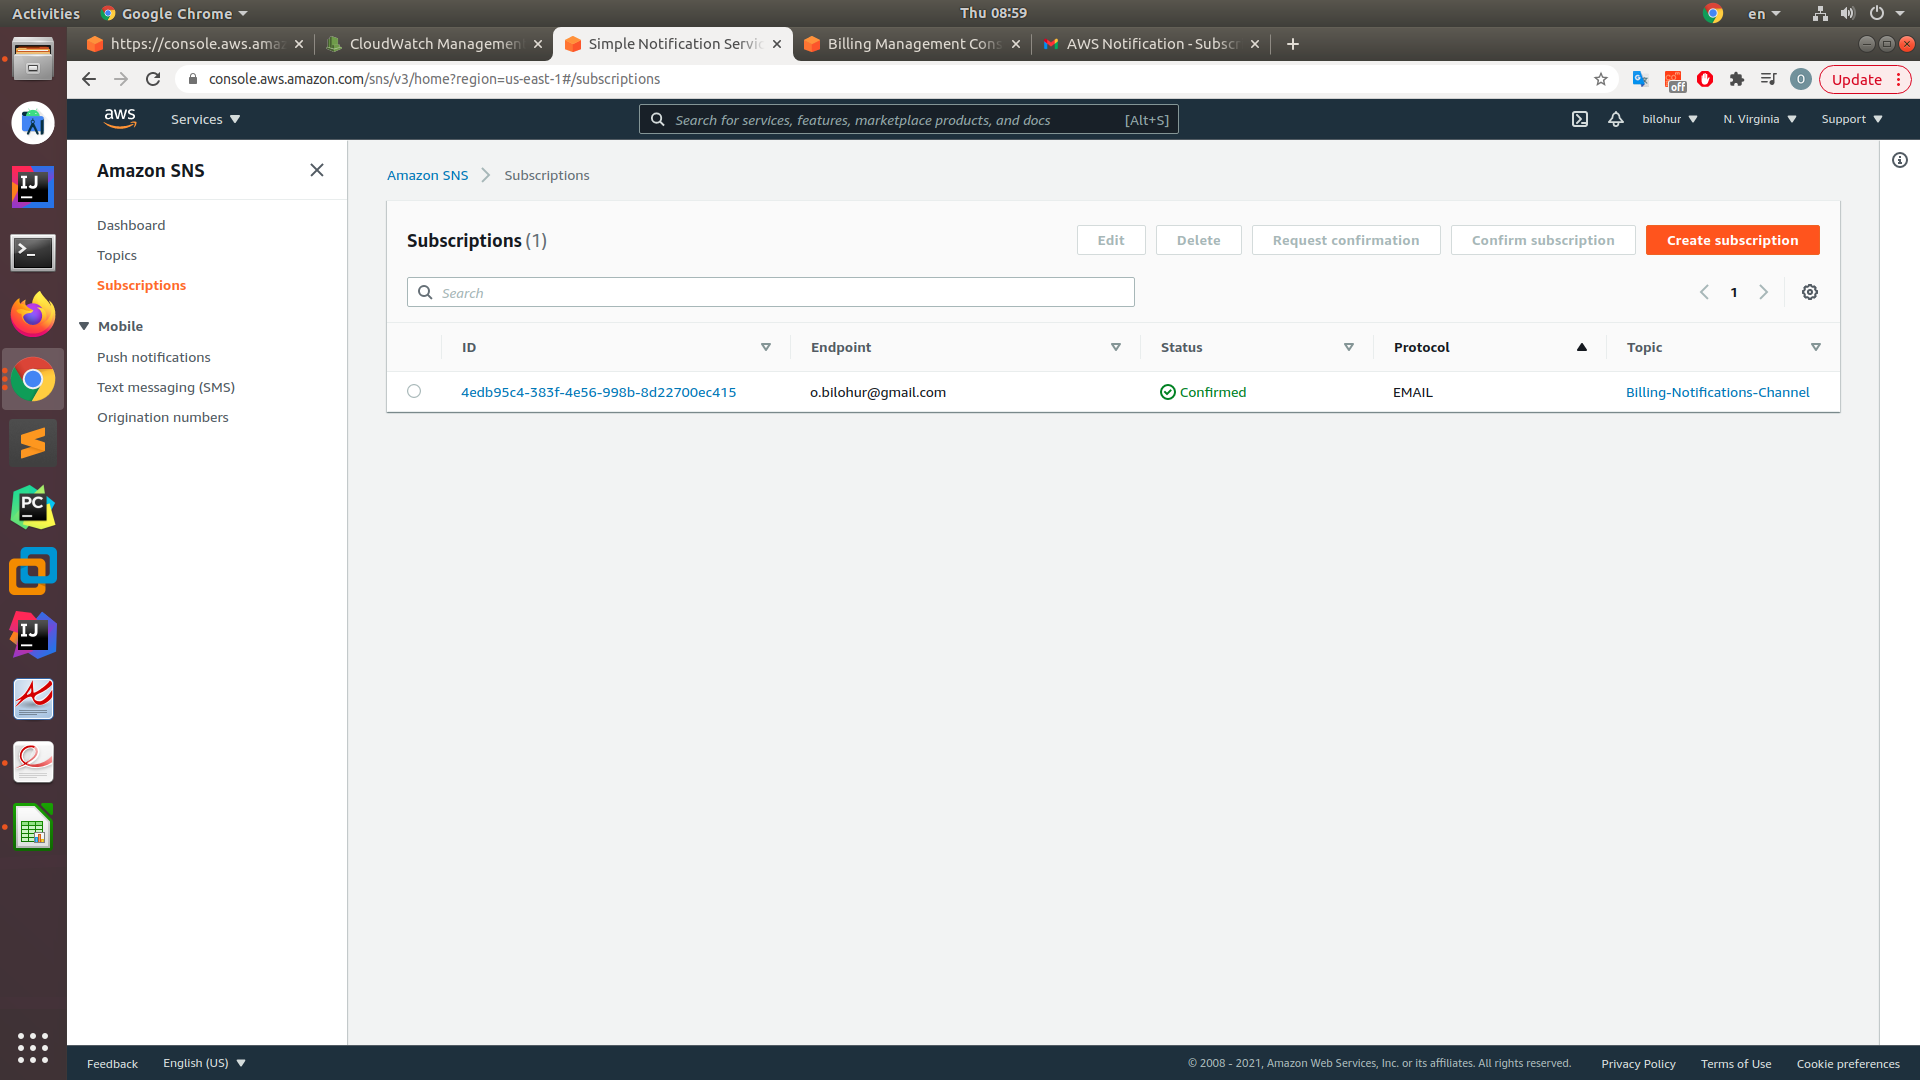 Activities Google Chrome Thu 08:59 en
https://console.aws.amaz CloudWatch Management Simple Notification Servic Billing Management Cons AWS Notification - Subscr
console.aws.amazon.com/sns/v3/home?region=us-east-1#/subscriptions off O Update
aws Services Search for services, features, marketplace products, and docs [Alt+S] bilohur N. Virginia Support
Amazon SNS
Dashboard
Topics
Subscriptions
Mobile
Push notifications
Text messaging (SMS)
Origination numbers
Amazon SNS Subscriptions
Subscriptions (1) Edit Delete Request confirmation Confirm subscription Create subscription
Search 1
ID Endpoint Status Protocol Topic
4edb95c4-383f-4e56-998b-8d22700ec415 o.bilohur@gmail.com Confirmed EMAIL Billing-Notifications-Channel
IJ
PC
IJ
Feedback English (US) © 2008 - 2021, Amazon Web Services, Inc. or its affiliates. All rights reserved. Privacy Policy Terms of Use Cookie preferences